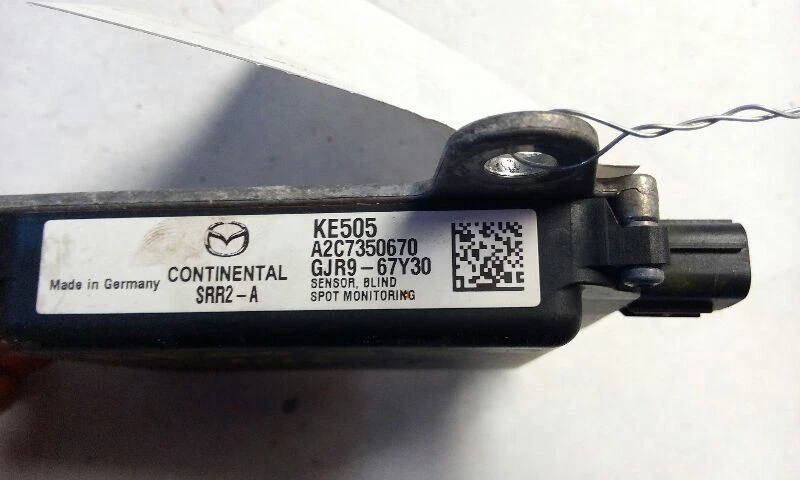 Made in Germany
CONTINENTAL
SRR2-A
KE505
A2C7350670
GJR9-67Y30
SENSOR, BLIND
SPOT MONITORING